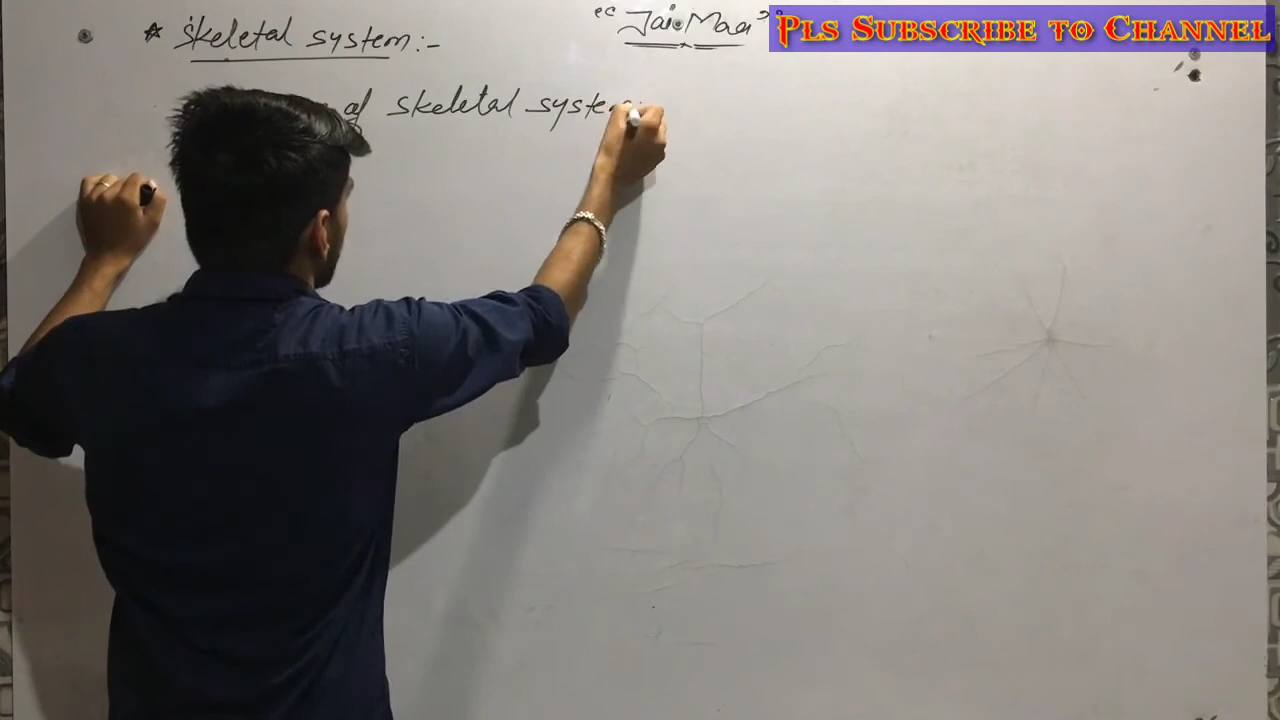 "Jai Maa"
Pls Subscribe to Channel
* Skeletal system:-
of skeletal system